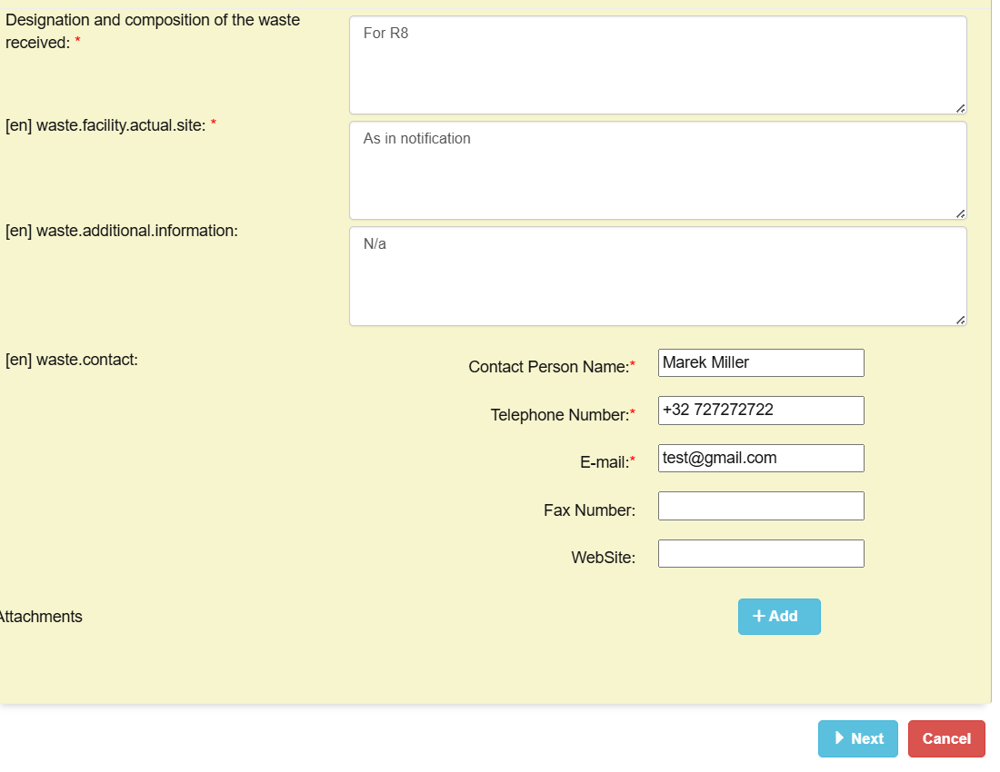 Designation and composition of the waste
received: *
For R8
[en] waste.facility.actual.site: *
As in notification
[en] waste.additional.information:
N/a
[en] waste.contact:
Contact Person Name:*
Marek Miller
Telephone Number:*
+32 727272722
E-mail:*
test@gmail.com
Fax Number:
WebSite:
Attachments
+ Add
Next
Cancel